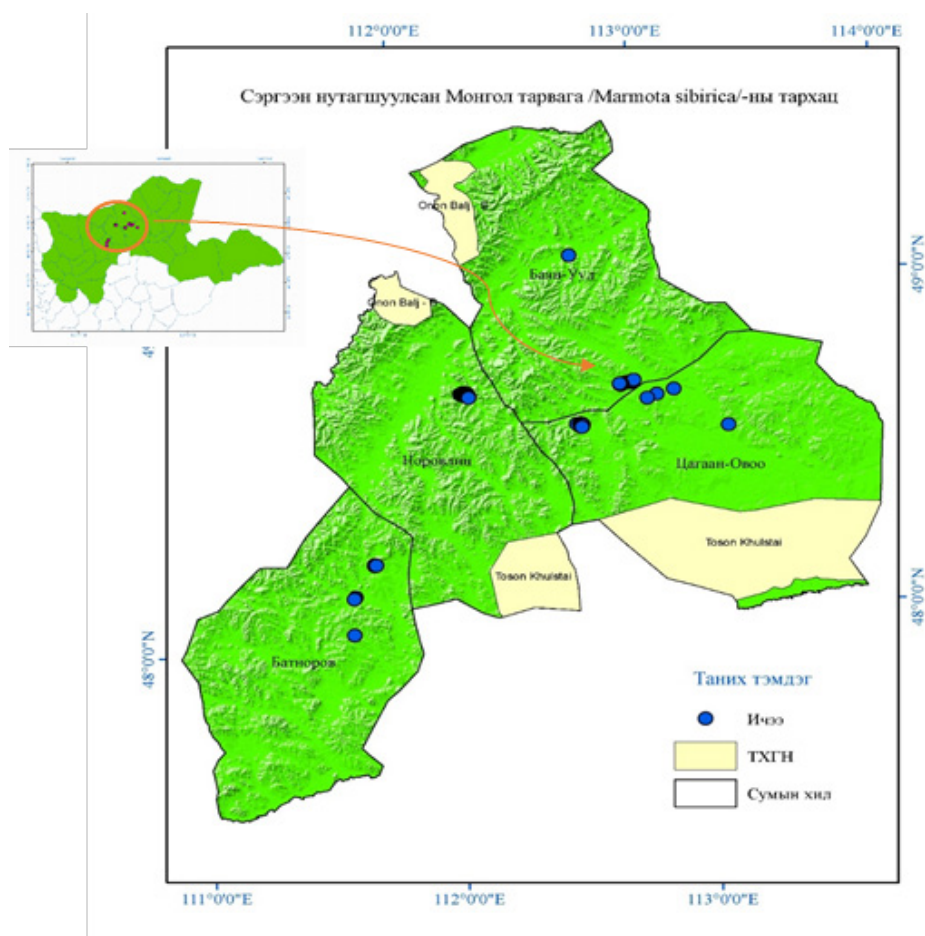 112°0'0"E 113°0'0"E 114°0'0"E
Сэргээн нутагшуулсан Монгол тарвага /Marmota sibirica/-ны тархац
Onon Balj - B
Баян-Уул
49°0'0"N
Onon Balj - B
Норовлин
Цагаан-Овоо
Toson Khulstai
Toson Khulstai
48°0'0"N
48°0'0"N
Батноров
Таних тэмдэг
Ичээ
ТХГН
Сумын хил
111°0'0"E 112°0'0"E 113°0'0"E